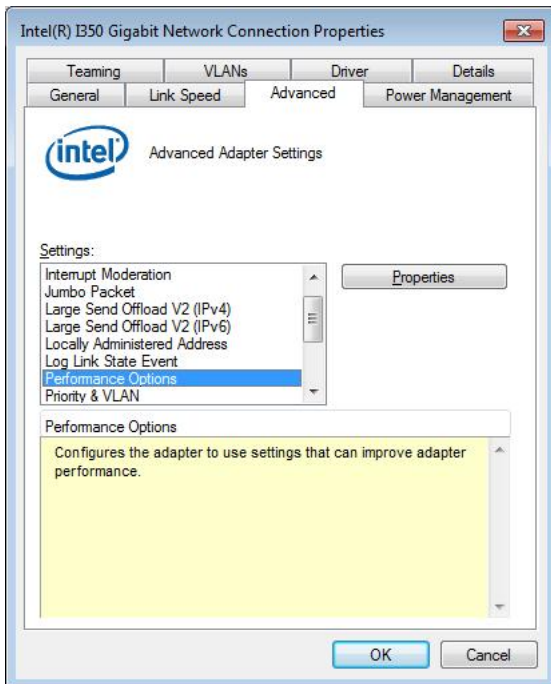 Intel(R) I350 Gigabit Network Connection Properties
Teaming VLANs Driver Details
General Link Speed Advanced Power Management
intel
Advanced Adapter Settings
Settings:
Interrupt Moderation
Jumbo Packet
Large Send Offload V2 (IPv4)
Large Send Offload V2 (IPv6)
Locally Administered Address
Log Link State Event
Performance Options
Priority & VLAN
Properties
Performance Options
Configures the adapter to use settings that can improve adapter
performance.
OK Cancel